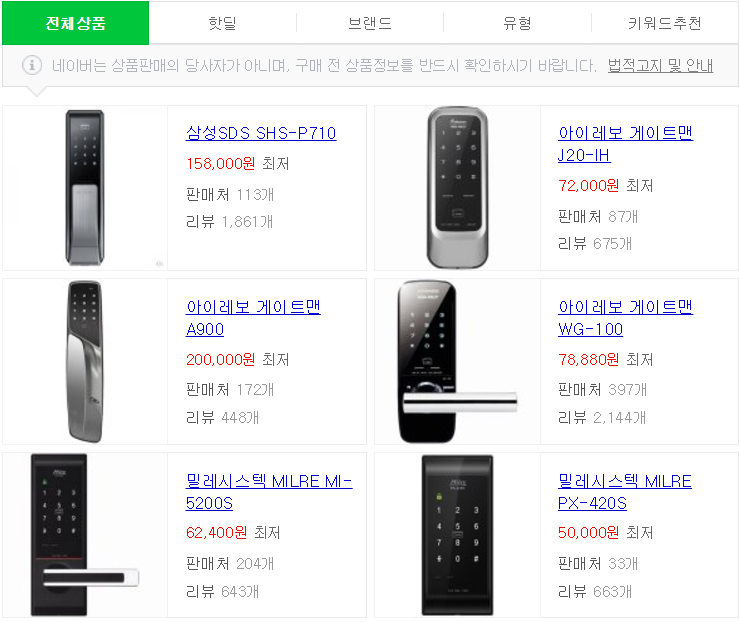 전체상품
핫딜
브랜드
유형
키워드추천
네이버는 상품판매의 당사자가 아니며, 구매 전 상품정보를 반드시 확인하시기 바랍니다. 법적고지 및 안내
삼성SDS SHS-P710
158,000원 최저
판매처 113개
리뷰 1,861개
아이레보 게이트맨
J20-IH
72,000원 최저
판매처 87개
리뷰 675개
아이레보 게이트맨
A900
200,000원 최저
판매처 172개
리뷰 448개
아이레보 게이트맨
WG-100
78,880원 최저
판매처 397개
리뷰 2,144개
밀레시스텍 MILRE MI-
5200S
62,400원 최저
판매처 204개
리뷰 643개
밀레시스텍 MILRE
PX-420S
50,000원 최저
판매처 33개
리뷰 663개